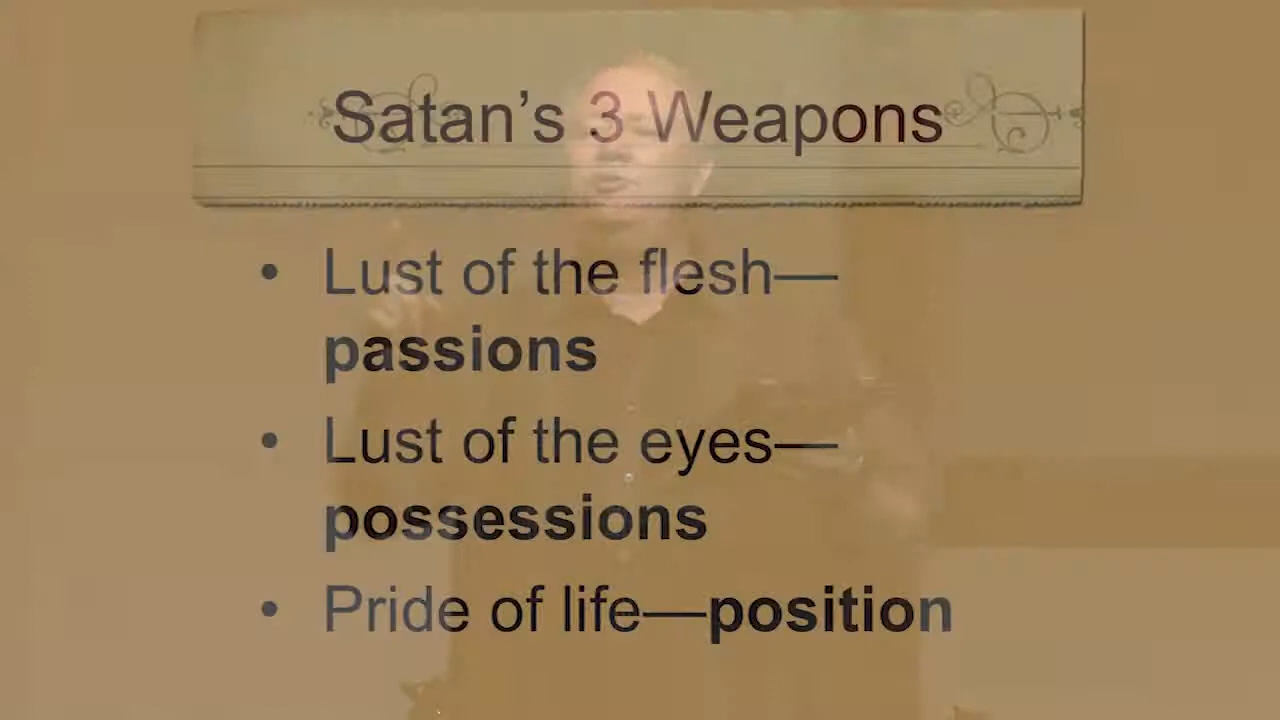 Satan’s 3 Weapons
• Lust of the flesh—
passions
• Lust of the eyes—
possessions
• Pride of life—position